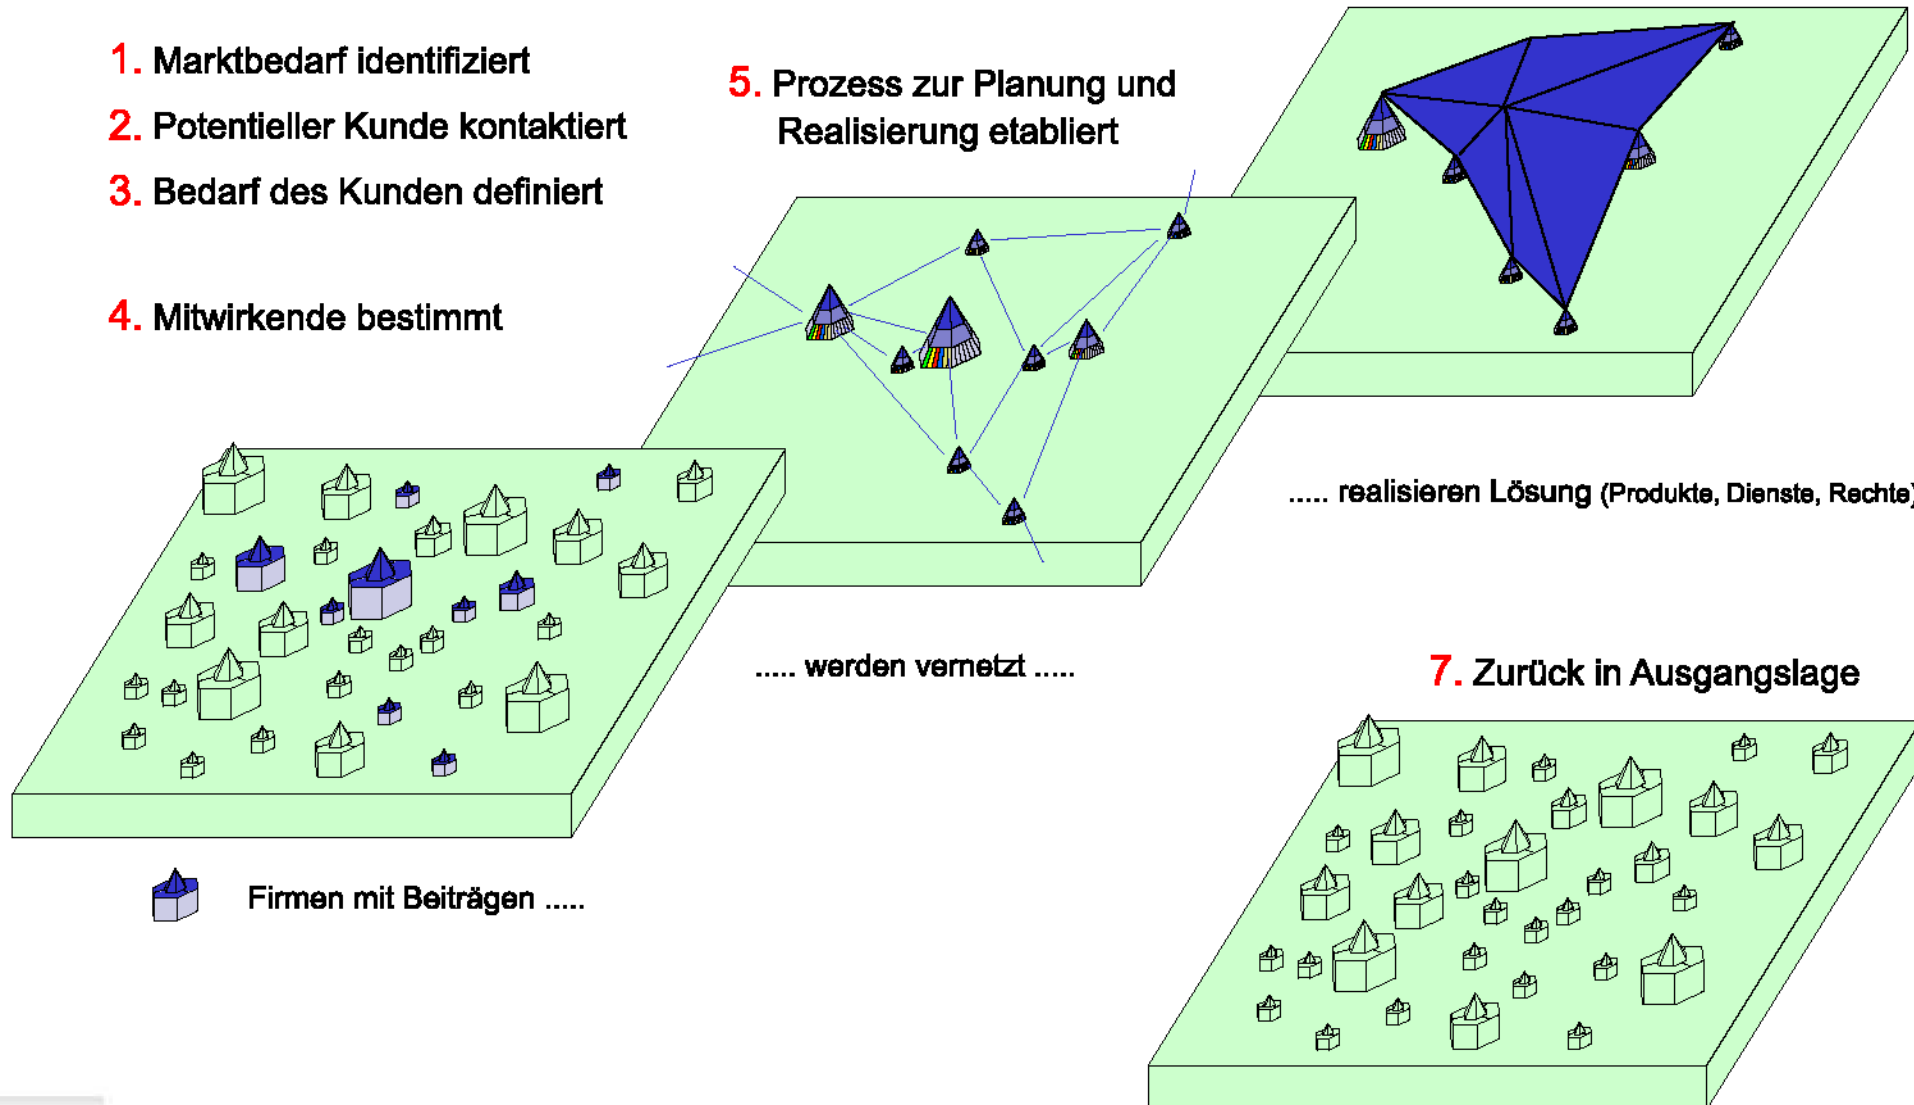 1. Marktbedarf identifiziert
2. Potentieller Kunde kontaktiert
3. Bedarf des Kunden definiert
4. Mitwirkende bestimmt
5. Prozess zur Planung und
Realisierung etabliert
..... realisieren Lösung (Produkte, Dienste, Rechte)
..... werden vernetzt .....
7. Zurück in Ausgangslage
Firmen mit Beiträgen .....